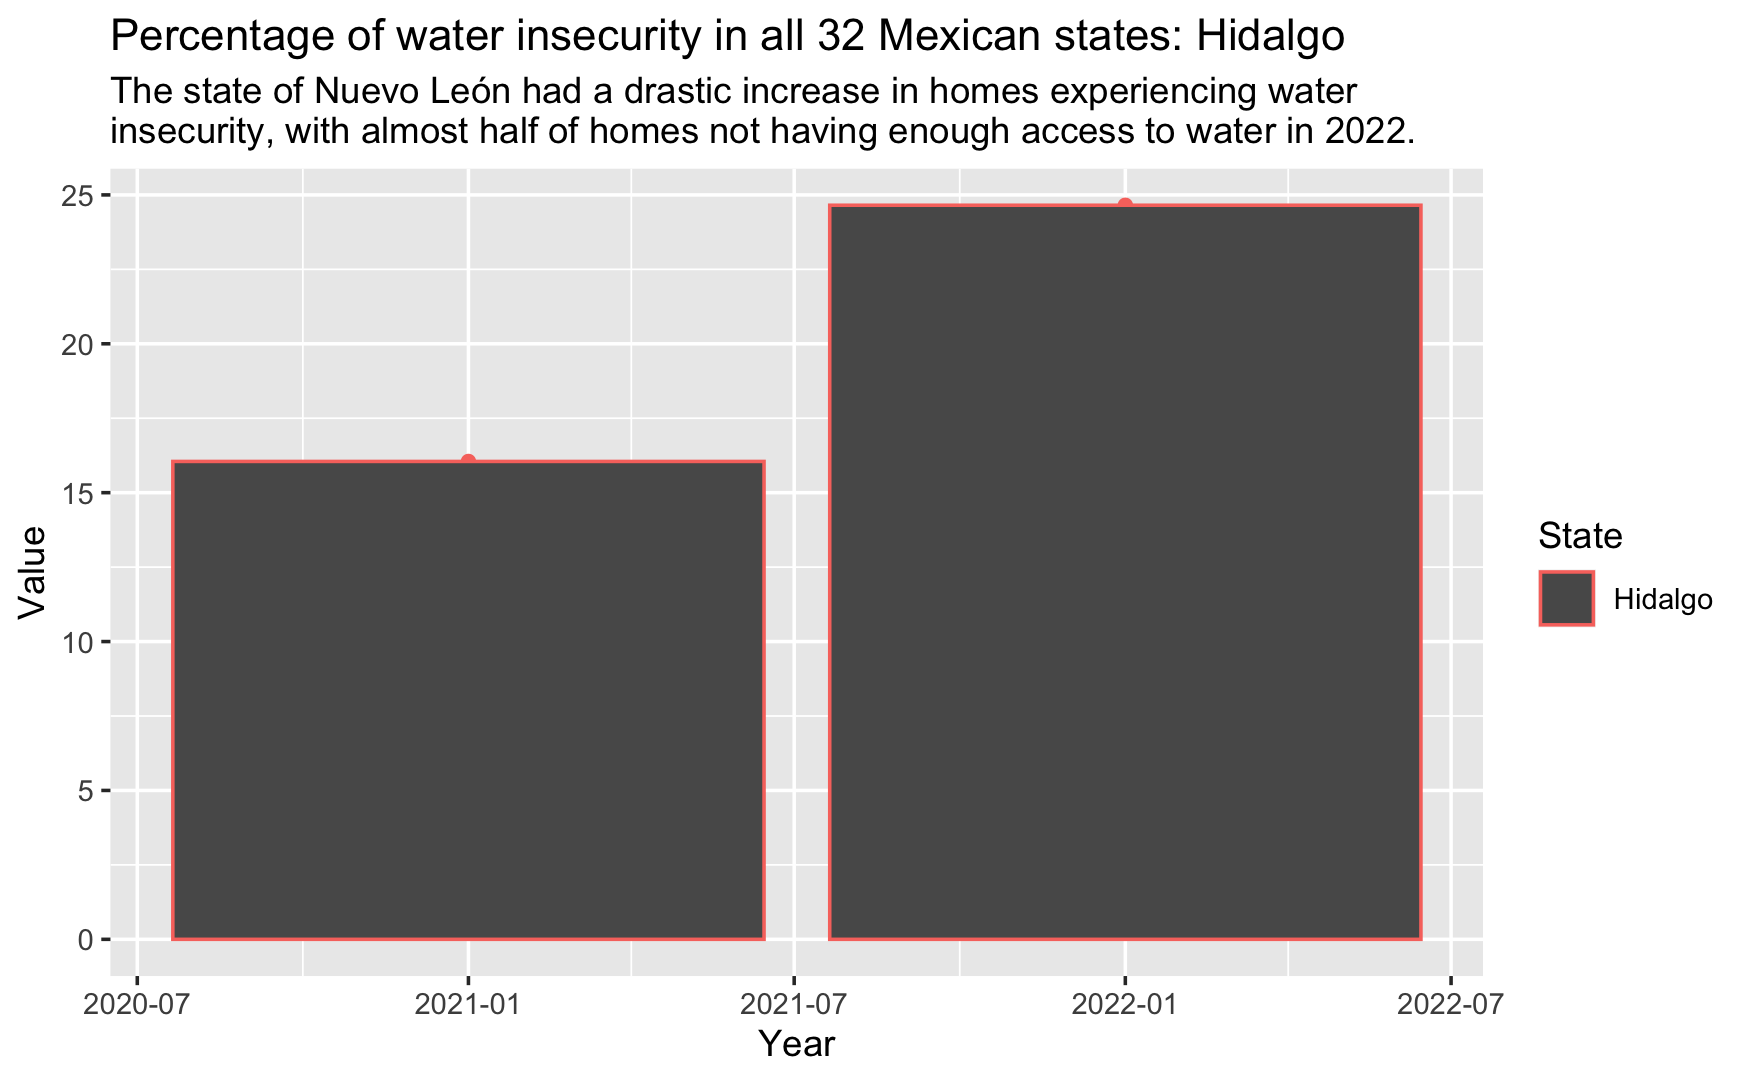 Percentage of water insecurity in all 32 Mexican states: Hidalgo
The state of Nuevo León had a drastic increase in homes experiencing water
insecurity, with almost half of homes not having enough access to water in 2022.
Value
25
20
15
10
5
0
2020-07
2021-01
2021-07
2022-01
2022-07
Year
State
Hidalgo